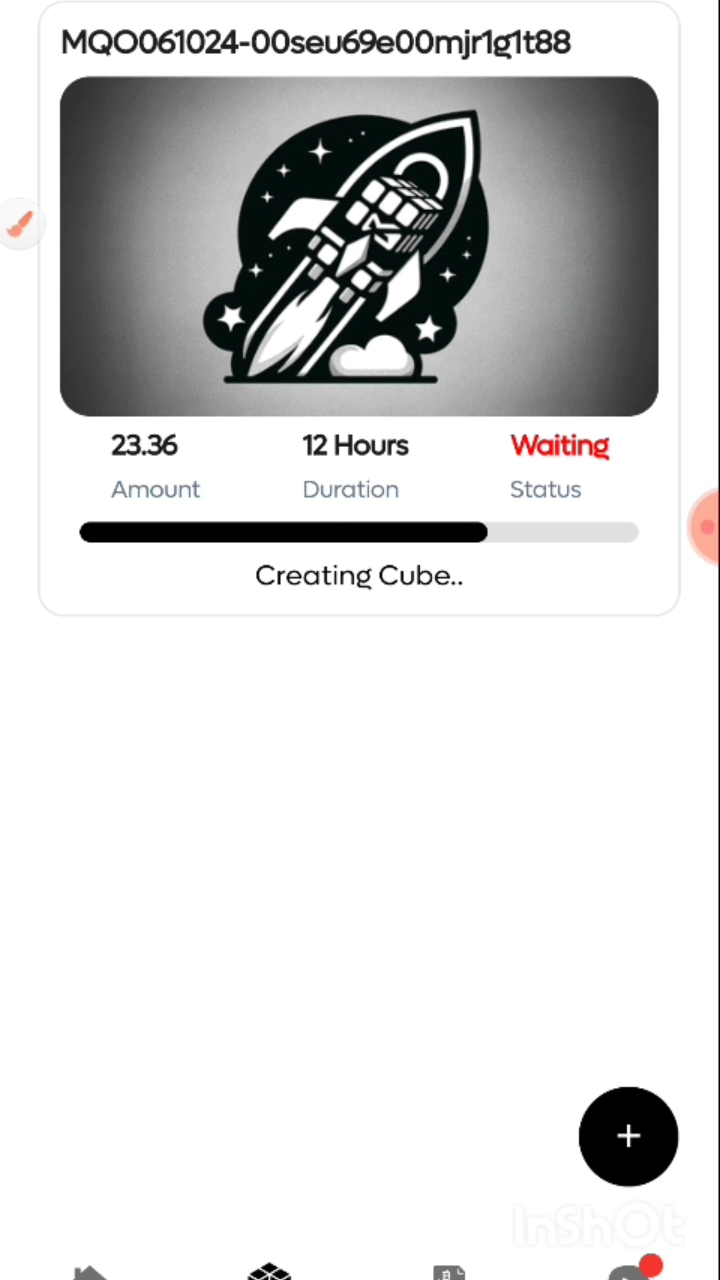 MQO061024-00seu69e00mjr1g1t88
23.36 12 Hours Waiting
Amount Duration Status
Creating Cube..
+
InShOt